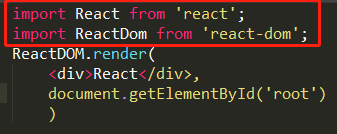 import React from 'react';
import ReactDom from 'react-dom';
ReactDOM.render(
<div>React</div>,
document.getElementById('root')
)